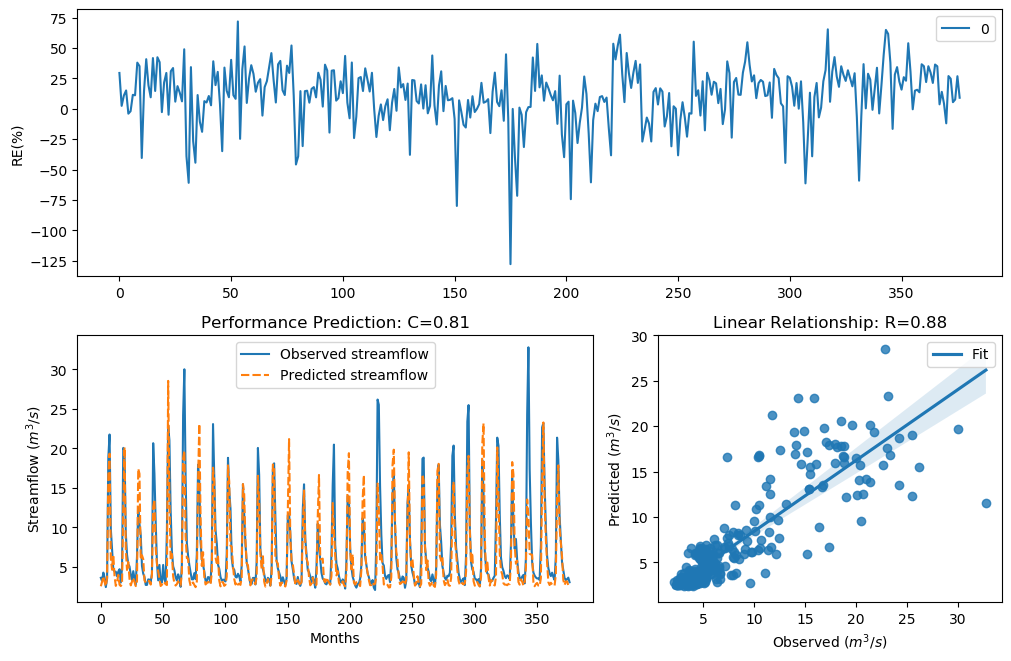 75
50
25
0
−25
−50
−75
−100
−125
RE(%)
0
0 50 100 150 200 250 300 350
Performance Prediction: C=0.81
Observed streamflow
Predicted streamflow
30
25
20
15
10
5
Streamflow (m³/s)
0 50 100 150 200 250 300 350
Months
Linear Relationship: R=0.88
Fit
30
25
20
15
10
5
Predicted (m³/s)
5 10 15 20 25 30
Observed (m³/s)